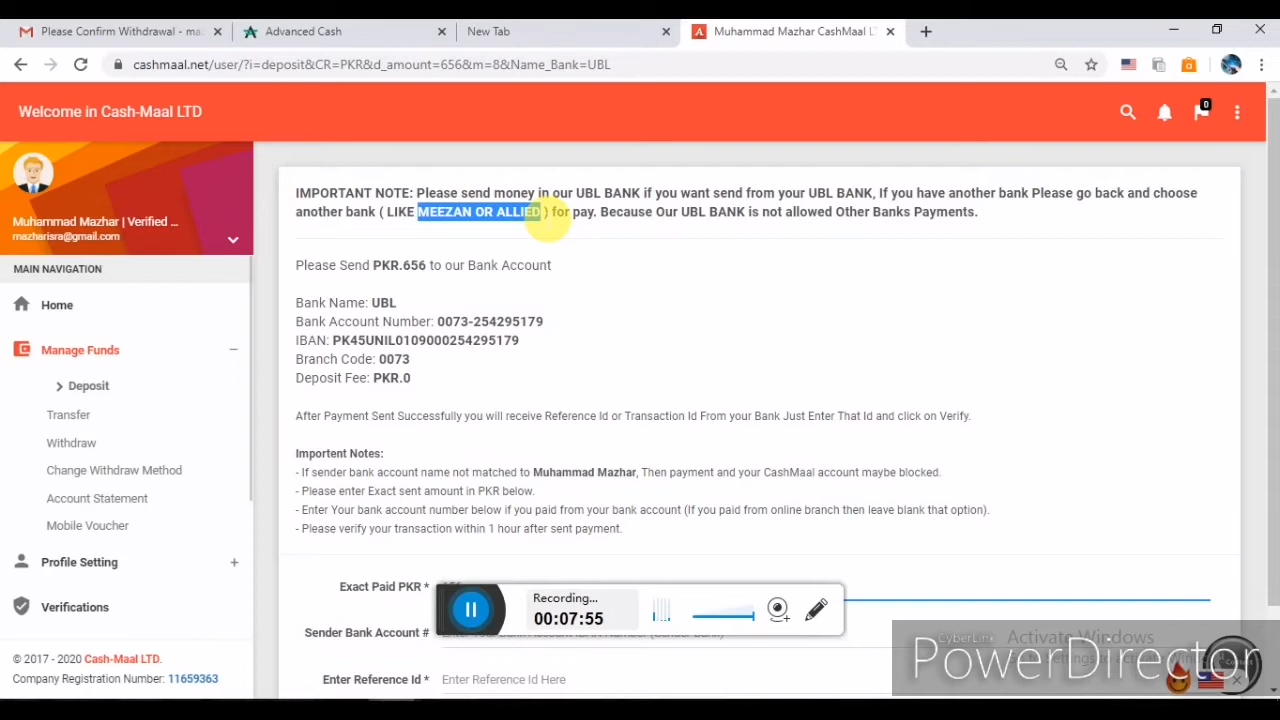 Please Confirm Withdrawal - ma
Advanced Cash
New Tab
Muhammad Mazhar CashMaal LT
cashmaal.net/user/?i=deposit&CR=PKR&d_amount=656&m=8&Name_Bank=UBL
Welcome in Cash-Maal LTD
0
Muhammad Mazhar | Verified ...
mazharisra@gmail.com
MAIN NAVIGATION
Home
Manage Funds
Deposit
Transfer
Withdraw
Change Withdraw Method
Account Statement
Mobile Voucher
Profile Setting
Verifications
© 2017 - 2020 Cash-Maal LTD.
Company Registration Number: 11659363
IMPORTANT NOTE: Please send money in our UBL BANK if you want send from your UBL BANK, If you have another bank Please go back and choose
another bank ( LIKE MEEZAN OR ALLIED ) for pay. Because Our UBL BANK is not allowed Other Banks Payments.
Please Send PKR.656 to our Bank Account
Bank Name: UBL
Bank Account Number: 0073-254295179
IBAN: PK45UNIL0109000254295179
Branch Code: 0073
Deposit Fee: PKR.0
After Payment Sent Successfully you will receive Reference Id or Transaction Id From your Bank Just Enter That Id and click on Verify.
Importent Notes:
- If sender bank account name not matched to Muhammad Mazhar, Then payment and your CashMaal account maybe blocked.
- Please enter Exact sent amount in PKR below.
- Enter Your bank account number below if you paid from your bank account (If you paid from online branch then leave blank that option).
- Please verify your transaction within 1 hour after sent payment.
Exact Paid PKR *
Recording...
00:07:55
Sender Bank Account #
Enter Reference Id *
Enter Reference Id Here
CyberLink
PowerDirector
Activate Windows